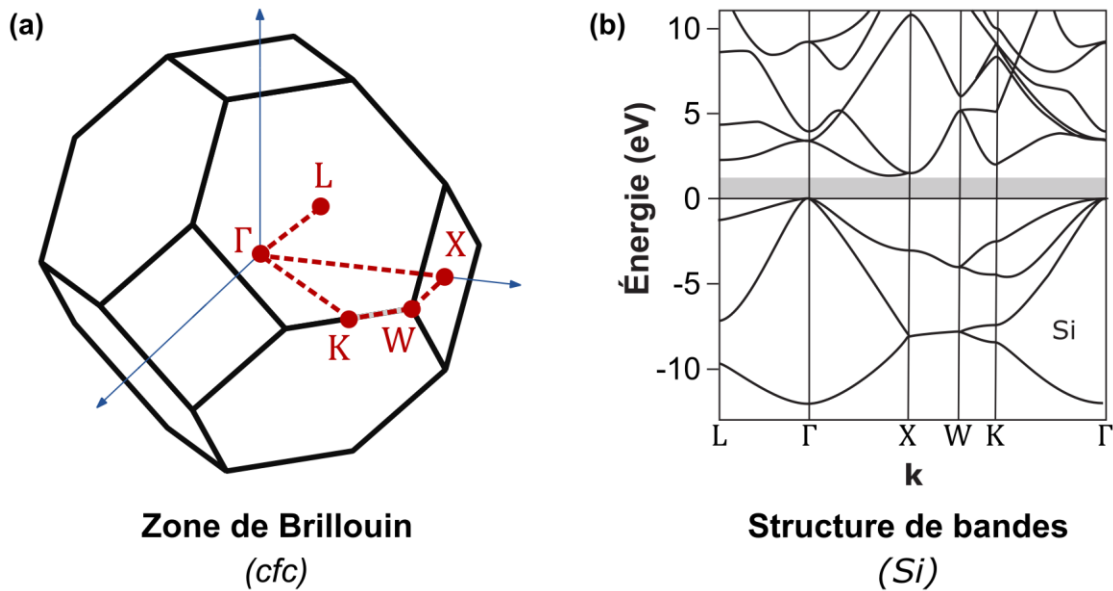 (a)
L
Γ
X
K
W
Zone de Brillouin
(cfc)
(b)
Énergie (eV)
10
5
0
-5
-10
Si
L Γ X W K Γ
k
Structure de bandes
(Si)